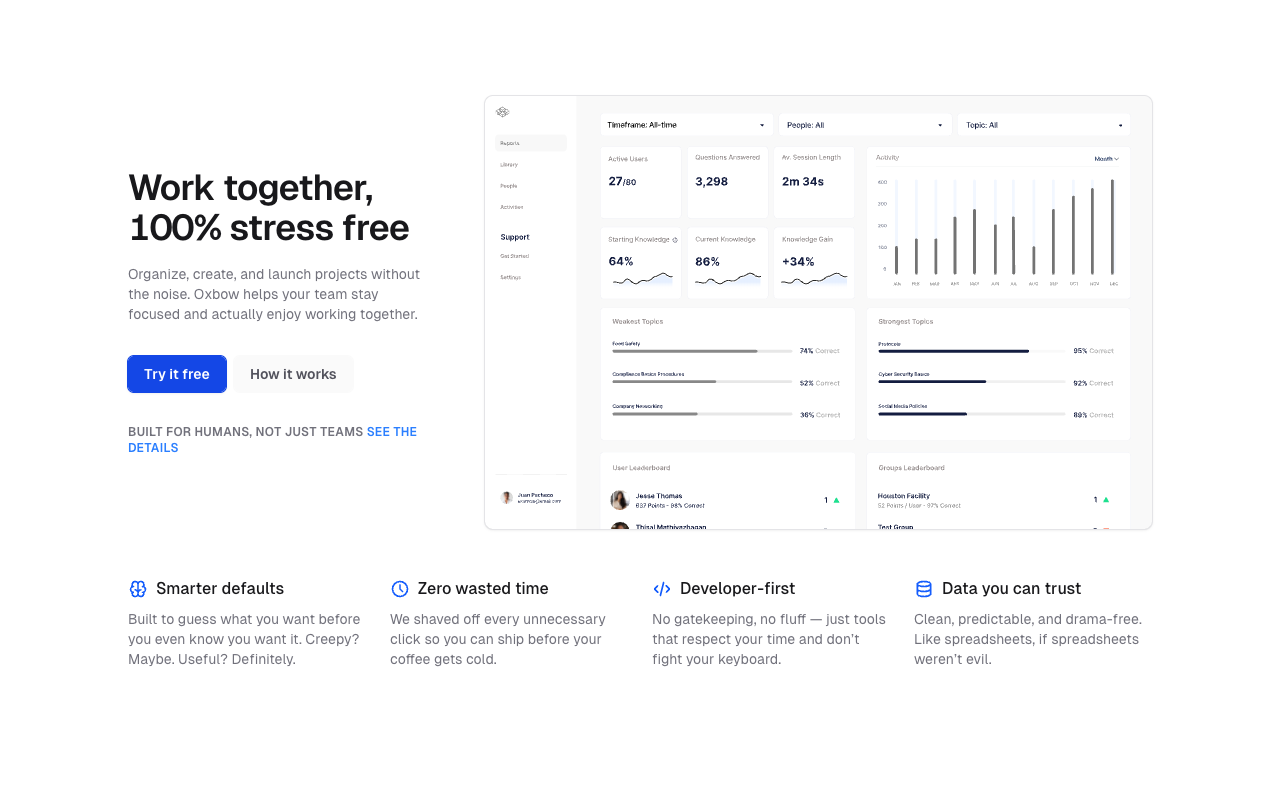 Work together,
100% stress free
Organize, create, and launch projects without
the noise. Oxbow helps your team stay
focused and actually enjoy working together.
Try it free
How it works
BUILT FOR HUMANS, NOT JUST TEAMS SEE THE
DETAILS
Reports
Library
People
Activities
Support
Get Started
Settings
Juan Pacheco
Timeframe: All-time
People: All
Topic: All
Active Users
27/80
Questions Answered
3,298
Av. Session Length
2m 34s
Starting Knowledge
64%
Current Knowledge
86%
Knowledge Gain
+34%
Activity
Month
400
300
200
100
JAN FEB MAR APR MAY JUL AUG SEP OCT NOV DEC
Weakest Topics
Food Safety
74% Correct
Compliance Basics Procedures
52% Correct
Company Networking
36% Correct
Strongest Topics
Protocols
95% Correct
Cyber Security Basics
92% Correct
Social Media Policies
89% Correct
User Leaderboard
Jesse Thomas
637 Points - 98% Correct
1
Thisal Mathiyazhagan
Groups Leaderboard
Houston Facility
52 Points / User - 97% Correct
1
Test Group
Smarter defaults
Built to guess what you want before
you even know you want it. Creepy?
Maybe. Useful? Definitely.
Zero wasted time
We shaved off every unnecessary
click so you can ship before your
coffee gets cold.
Developer-first
No gatekeeping, no fluff — just tools
that respect your time and don’t
fight your keyboard.
Data you can trust
Clean, predictable, and drama-free.
Like spreadsheets, if spreadsheets
weren’t evil.